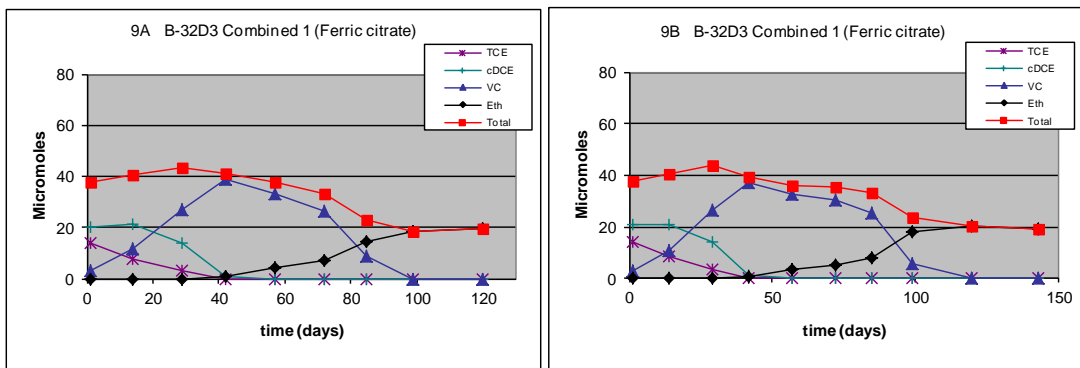 9A B-32D3 Combined 1 (Ferric citrate)
TCE
cDCE
VC
Eth
Total
80
60
40
20
0
Micromoles
0 20 40 60 80 100 120
time (days)
9B B-32D3 Combined 1 (Ferric citrate)
TCE
cDCE
VC
Eth
Total
80
60
40
20
0
Micromoles
0 50 100 150
time (days)